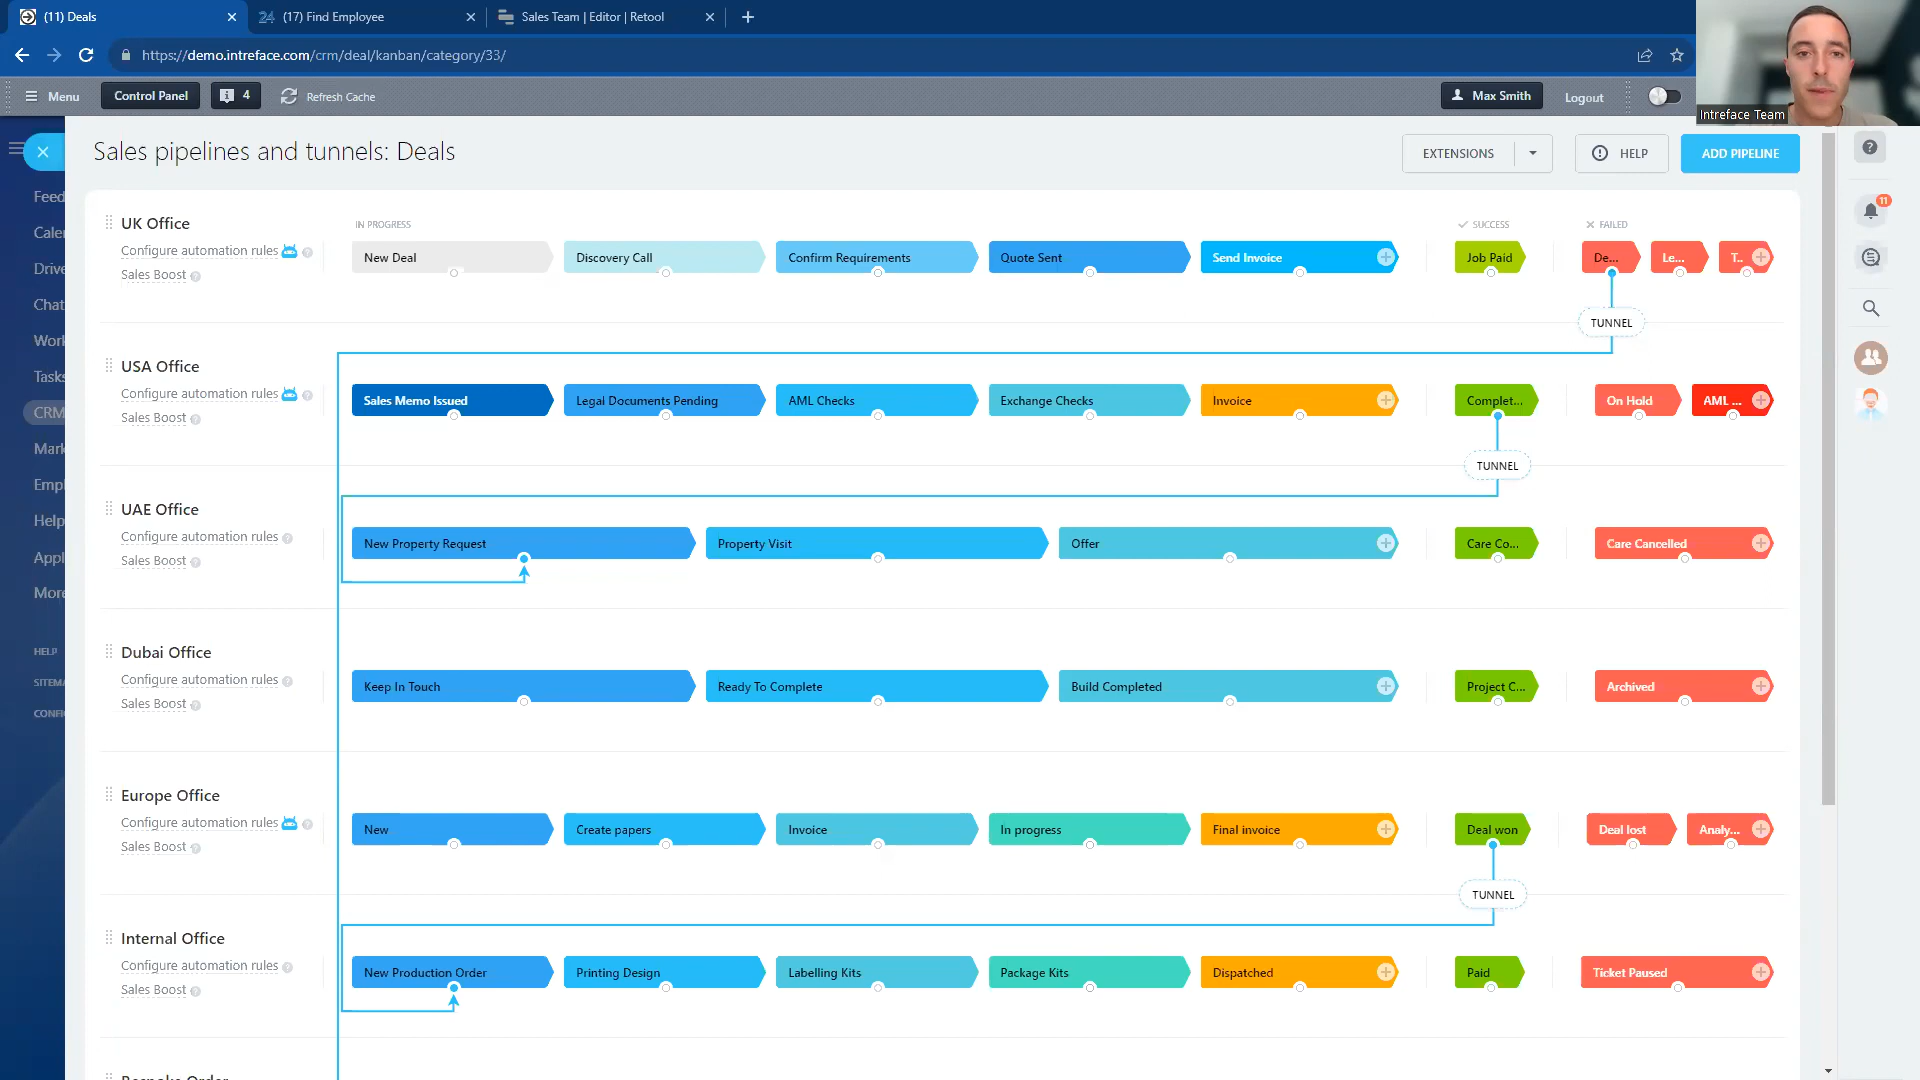 (11) Deals
24 (17) Find Employee
Sales Team | Editor | Retool
https://demo.intreface.com/crm/deal/kanban/category/33/
Menu
Control Panel
4
Refresh Cache
Max Smith
Logout
Intreface Team
Sales pipelines and tunnels: Deals
EXTENSIONS
HELP
ADD PIPELINE
11
Feed
Drive
Chat
Tasks
CRM
Help
More
HELP
UK Office
Configure automation rules
Sales Boost
IN PROGRESS
SUCCESS
FAILED
New Deal
Discovery Call
Confirm Requirements
Quote Sent
Send Invoice
Job Paid
De...
Le...
T..
TUNNEL
USA Office
Configure automation rules
Sales Boost
Sales Memo Issued
Legal Documents Pending
AML Checks
Exchange Checks
Invoice
Complet...
On Hold
AML ...
TUNNEL
UAE Office
Configure automation rules
Sales Boost
New Property Request
Property Visit
Offer
Care Co...
Care Cancelled
Dubai Office
Configure automation rules
Sales Boost
Keep In Touch
Ready To Complete
Build Completed
Project C...
Archived
Europe Office
Configure automation rules
Sales Boost
New
Create papers
Invoice
In progress
Final invoice
Deal won
Deal lost
Analy...
TUNNEL
Internal Office
Configure automation rules
Sales Boost
New Production Order
Printing Design
Labelling Kits
Package Kits
Dispatched
Paid
Ticket Paused